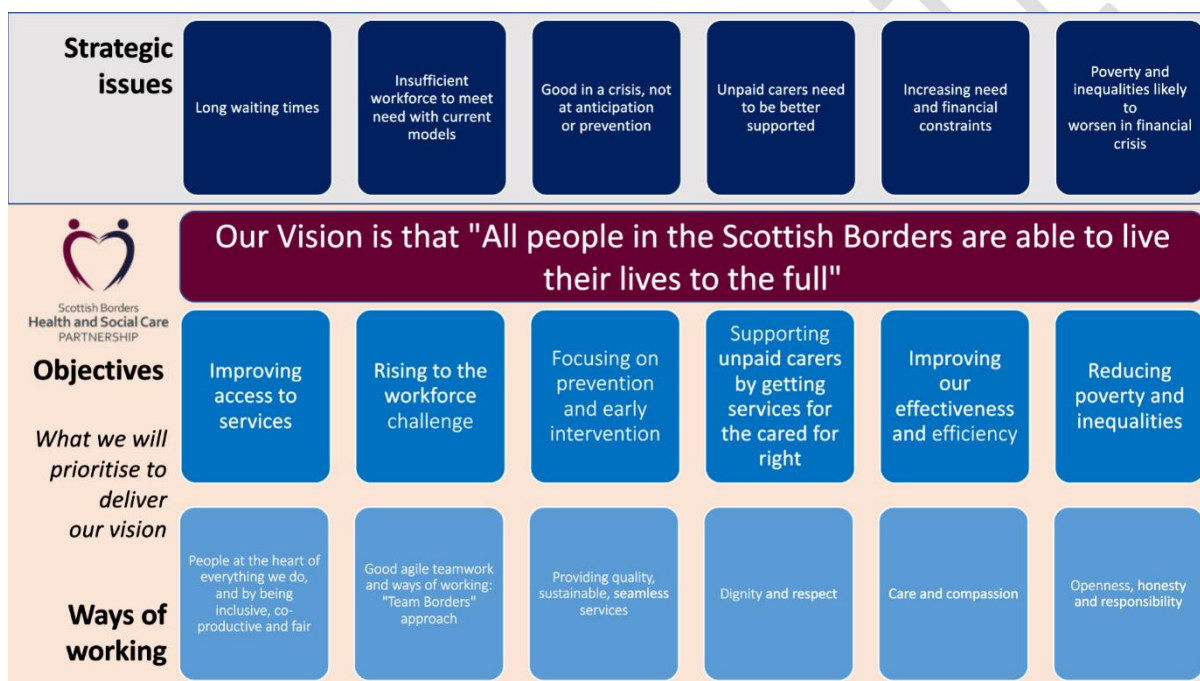 Strategic
issues
Long waiting times
Insufficient
workforce to meet
need with current
models
Good in a crisis, not
at anticipation
or prevention
Unpaid carers need
to be better
supported
Increasing need
and financial
constraints
Poverty and
inequalities likely
to
worsen in financial
crisis
Scottish Borders
Health and Social Care
PARTNERSHIP
Our Vision is that "All people in the Scottish Borders are able to live
their lives to the full"
Objectives
What we will
prioritise to
deliver
our vision
Improving
access to
services
Rising to the
workforce
challenge
Focusing on
prevention
and early
intervention
Supporting
unpaid carers
by getting
services for
the cared for
right
Improving
our
effectiveness
and efficiency
Reducing
poverty and
inequalities
Ways of
working
People at the heart of
everything we do,
and by being
inclusive, co-
productive and fair
Good agile teamwork
and ways of working:
"Team Borders"
approach
Providing quality,
sustainable, seamless
services
Dignity and respect
Care and compassion
Openness, honesty
and responsibility